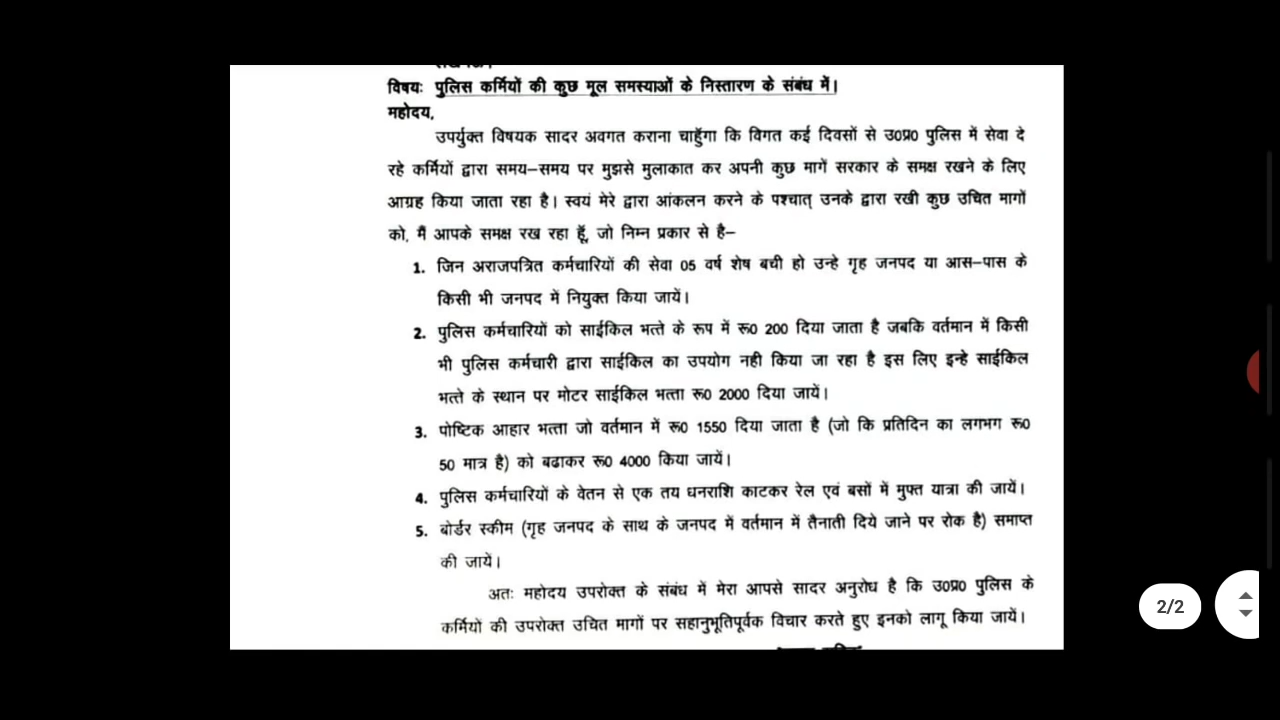 विषयः पुलिस कर्मियों की कुछ मूल समस्याओं के निस्तारण के संबंध में।
महोदय,
उपर्युक्त विषयक सादर अवगत कराना चाहुँगा कि विगत कई दिवसों से उ0प्र0 पुलिस में सेवा दे
रहे कर्मियों द्वारा समय–समय पर मुझसे मुलाकात कर अपनी कुछ मागें सरकार के समक्ष रखने के लिए
आग्रह किया जाता रहा है। स्वयं मेरे द्वारा आंकलन करने के पश्चात् उनके द्वारा रखी कुछ उचित मागों
को, मैं आपके समक्ष रख रहा हूॅं, जो निम्न प्रकार से है–
1. जिन अराजपत्रित कर्मचारियों की सेवा 05 वर्ष शेष बची हो उन्हे गृह जनपद या आस–पास के
किसी भी जनपद में नियुक्त किया जायें।
2. पुलिस कर्मचारियों को साईकिल भत्ते के रूप में रू0 200 दिया जाता है जबकि वर्तमान में किसी
भी पुलिस कर्मचारी द्वारा साईकिल का उपयोग नही किया जा रहा है इस लिए इन्हे साईकिल
भत्ते के स्थान पर मोटर साईकिल भत्ता रू0 2000 दिया जायें।
3. पोष्टिक आहार भत्ता जो वर्तमान में रू0 1550 दिया जाता है (जो कि प्रतिदिन का लगभग रू0
50 मात्र है) को बढाकर रू0 4000 किया जायें।
4. पुलिस कर्मचारियों के वेतन से एक तय धनराशि काटकर रेल एवं बसों में मुफ्त यात्रा की जायें।
5. बोर्डर स्कीम (गृह जनपद के साथ के जनपद में वर्तमान में तैनाती दिये जाने पर रोक है) समाप्त
की जायें।
अतः महोदय उपरोक्त के संबंध में मेरा आपसे सादर अनुरोध है कि उ0प्र0 पुलिस के
कर्मियों की उपरोक्त उचित मागों पर सहानुभूतिपूर्वक विचार करते हुए इनको लागू किया जायें।
2/2